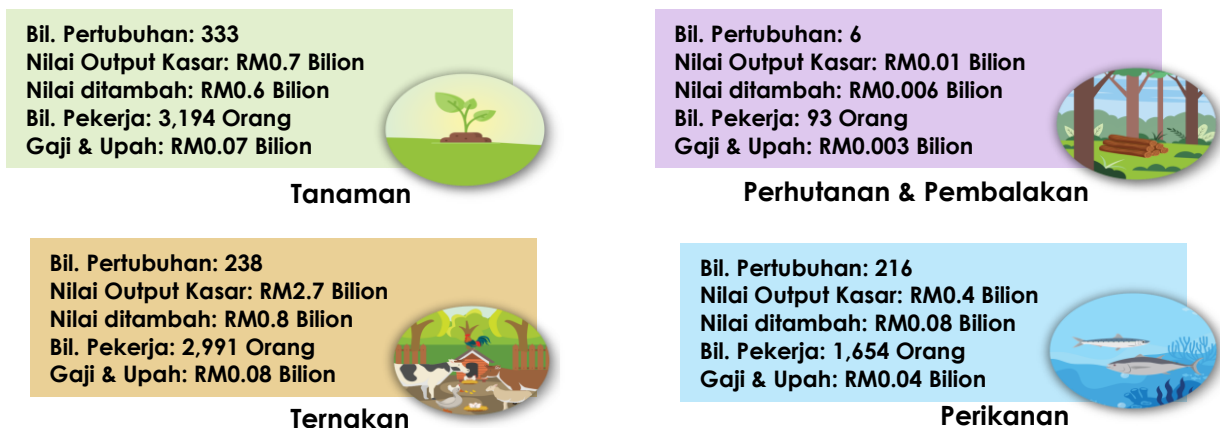 Bil. Pertubuhan: 333
Nilai Output Kasar: RM0.7 Bilion
Nilai ditambah: RM0.6 Bilion
Bil. Pekerja: 3,194 Orang
Gaji & Upah: RM0.07 Bilion
Tanaman
Bil. Pertubuhan: 6
Nilai Output Kasar: RM0.01 Bilion
Nilai ditambah: RM0.006 Bilion
Bil. Pekerja: 93 Orang
Gaji & Upah: RM0.003 Bilion
Perhutanan & Pembalakan
Bil. Pertubuhan: 238
Nilai Output Kasar: RM2.7 Bilion
Nilai ditambah: RM0.8 Bilion
Bil. Pekerja: 2,991 Orang
Gaji & Upah: RM0.08 Bilion
Ternakan
Bil. Pertubuhan: 216
Nilai Output Kasar: RM0.4 Bilion
Nilai ditambah: RM0.08 Bilion
Bil. Pekerja: 1,654 Orang
Gaji & Upah: RM0.04 Bilion
Perikanan